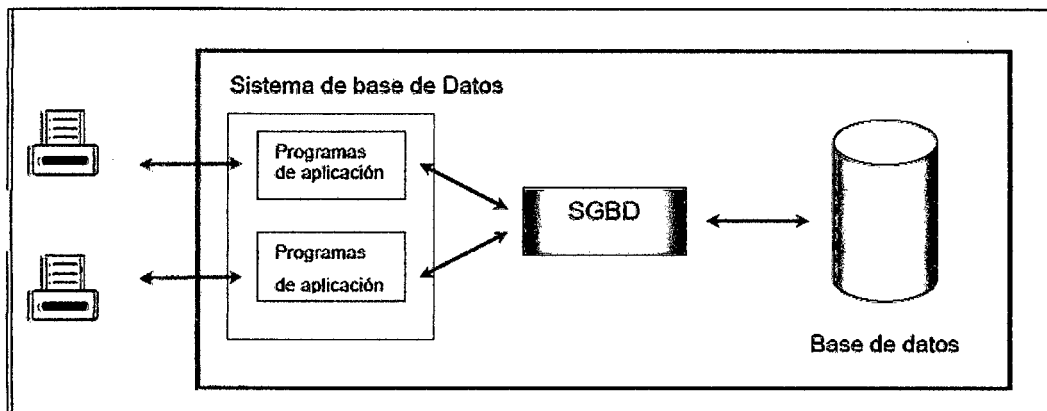 Sistema de base de Datos
Programas
de aplicación
SGBD
Programas
de aplicación
Base de datos